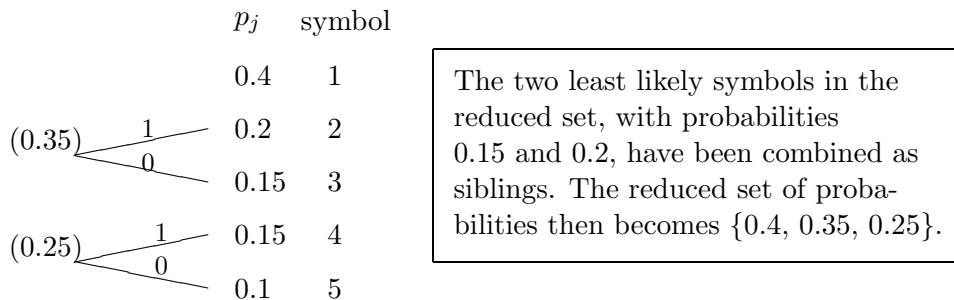 p_j symbol
0.4 1
(0.35) 1 0.2 2
0 0.15 3
(0.25) 1 0.15 4
0 0.1 5
The two least likely symbols in the
reduced set, with probabilities
0.15 and 0.2, have been combined as
siblings. The reduced set of proba-
bilities then becomes {0.4, 0.35, 0.25}.